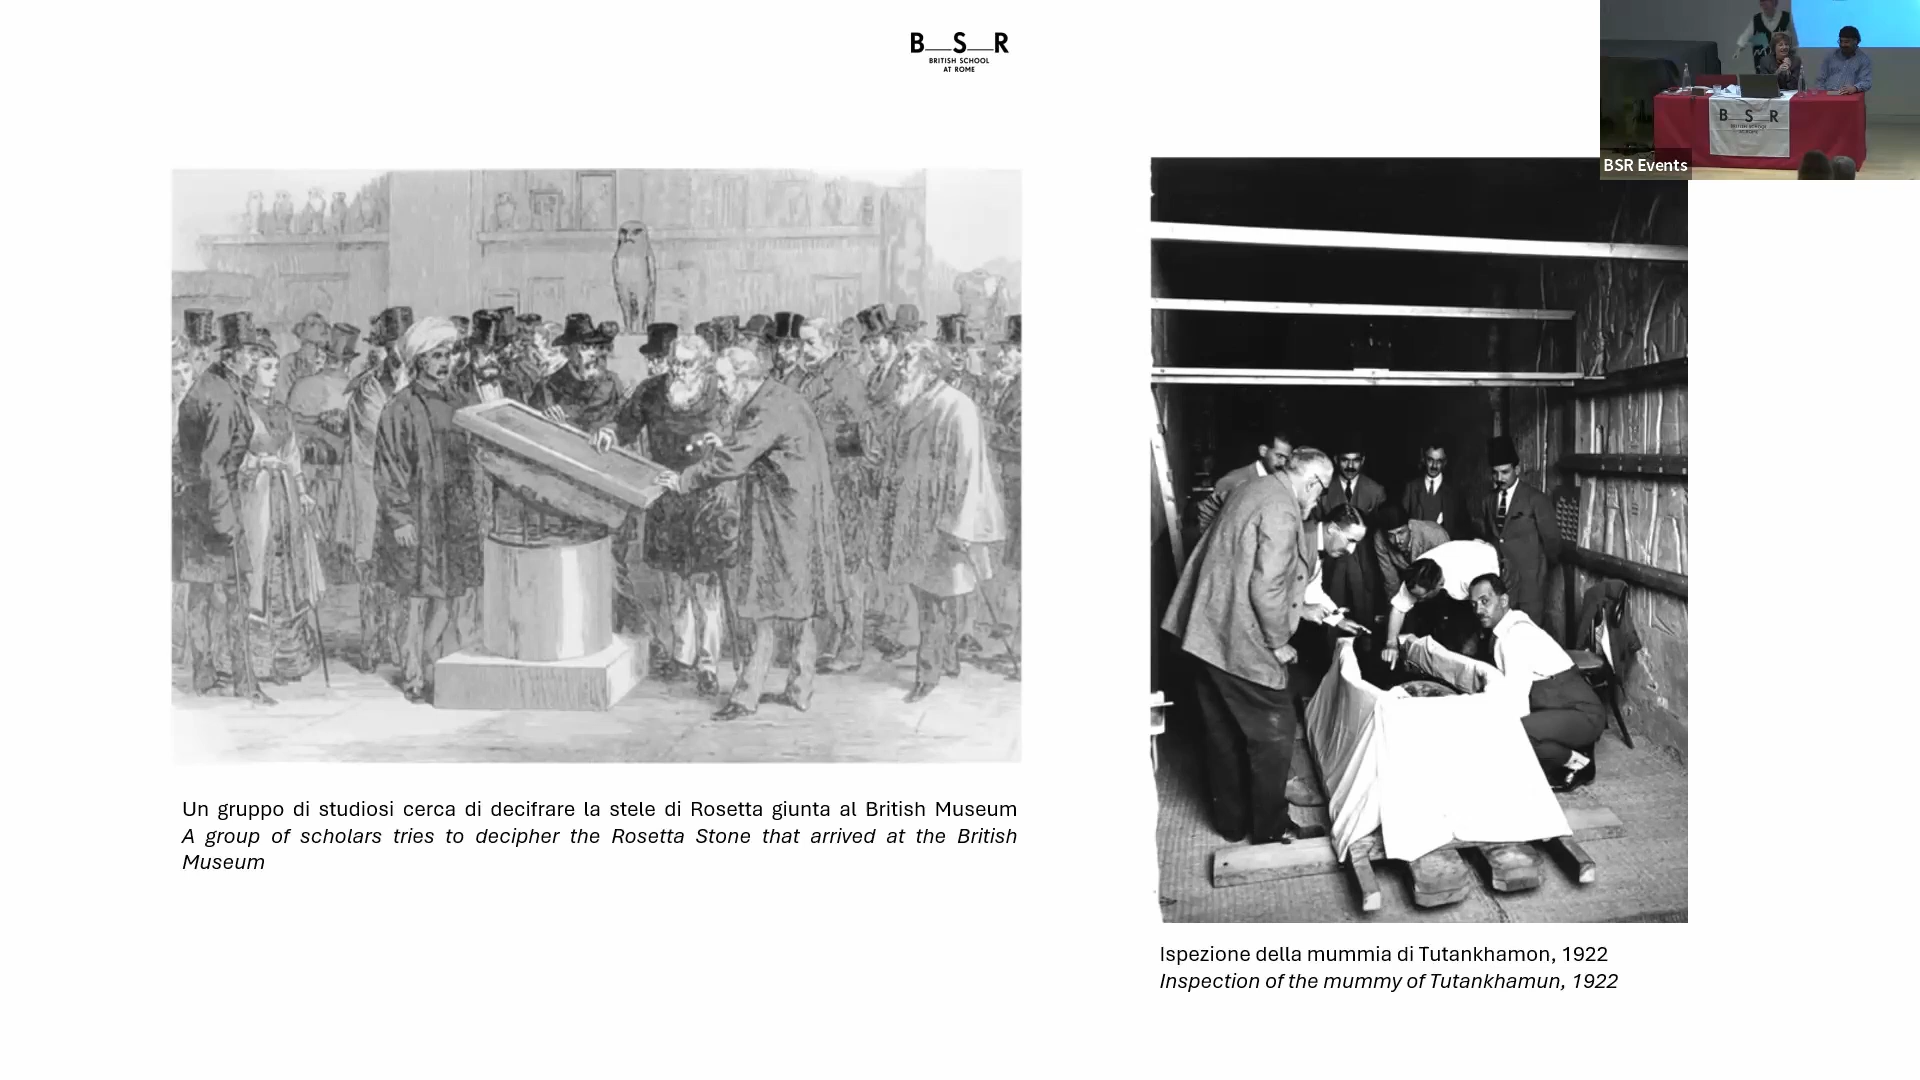 B__S__R
BRITISH SCHOOL
AT ROME
B S R
BSR Events
Un gruppo di studiosi cerca di decifrare la stele di Rosetta giunta al British Museum
A group of scholars tries to decipher the Rosetta Stone that arrived at the British
Museum
Ispezione della mummia di Tutankhamon, 1922
Inspection of the mummy of Tutankhamun, 1922